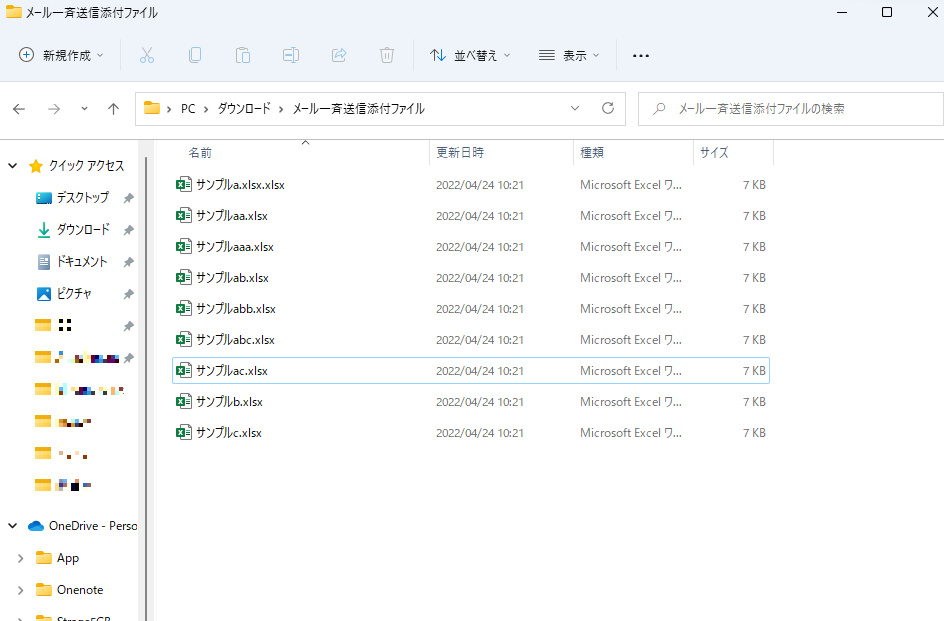 メール一斉送信添付ファイル
新規作成 並べ替え 表示
PC > ダウンロード > メール一斉送信添付ファイル
メール一斉送信添付ファイルの検索
名前 更新日時 種類 サイズ
サンプルa.xlsx.xlsx 2022/04/24 10:21 Microsoft Excel ワ... 7 KB
サンプルaa.xlsx 2022/04/24 10:21 Microsoft Excel ワ... 7 KB
サンプルaaa.xlsx 2022/04/24 10:21 Microsoft Excel ワ... 7 KB
サンプルab.xlsx 2022/04/24 10:21 Microsoft Excel ワ... 7 KB
サンプルabb.xlsx 2022/04/24 10:21 Microsoft Excel ワ... 7 KB
サンプルabc.xlsx 2022/04/24 10:21 Microsoft Excel ワ... 7 KB
サンプルac.xlsx 2022/04/24 10:21 Microsoft Excel ワ... 7 KB
サンプルb.xlsx 2022/04/24 10:21 Microsoft Excel ワ... 7 KB
サンプルc.xlsx 2022/04/24 10:21 Microsoft Excel ワ... 7 KB
クイック アクセス
デスクトップ
ダウンロード
ドキュメント
ピクチャ
OneDrive - Perso
App
Onenote